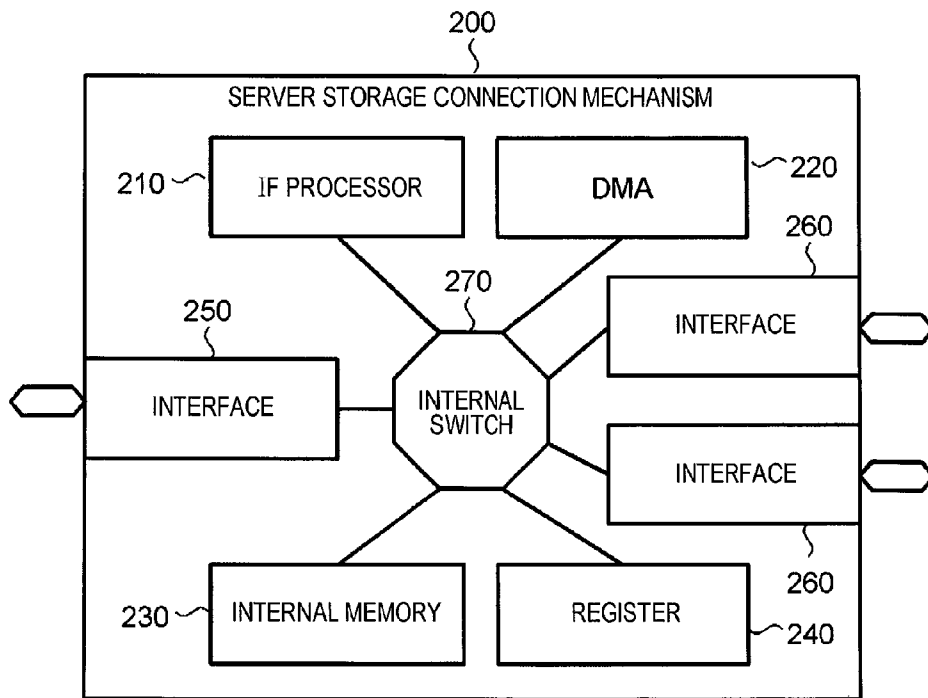 200
SERVER STORAGE CONNECTION MECHANISM
210
IF PROCESSOR
DMA
220
260
270
250
INTERFACE
INTERFACE
INTERNAL
SWITCH
INTERFACE
260
230
INTERNAL MEMORY
REGISTER
240